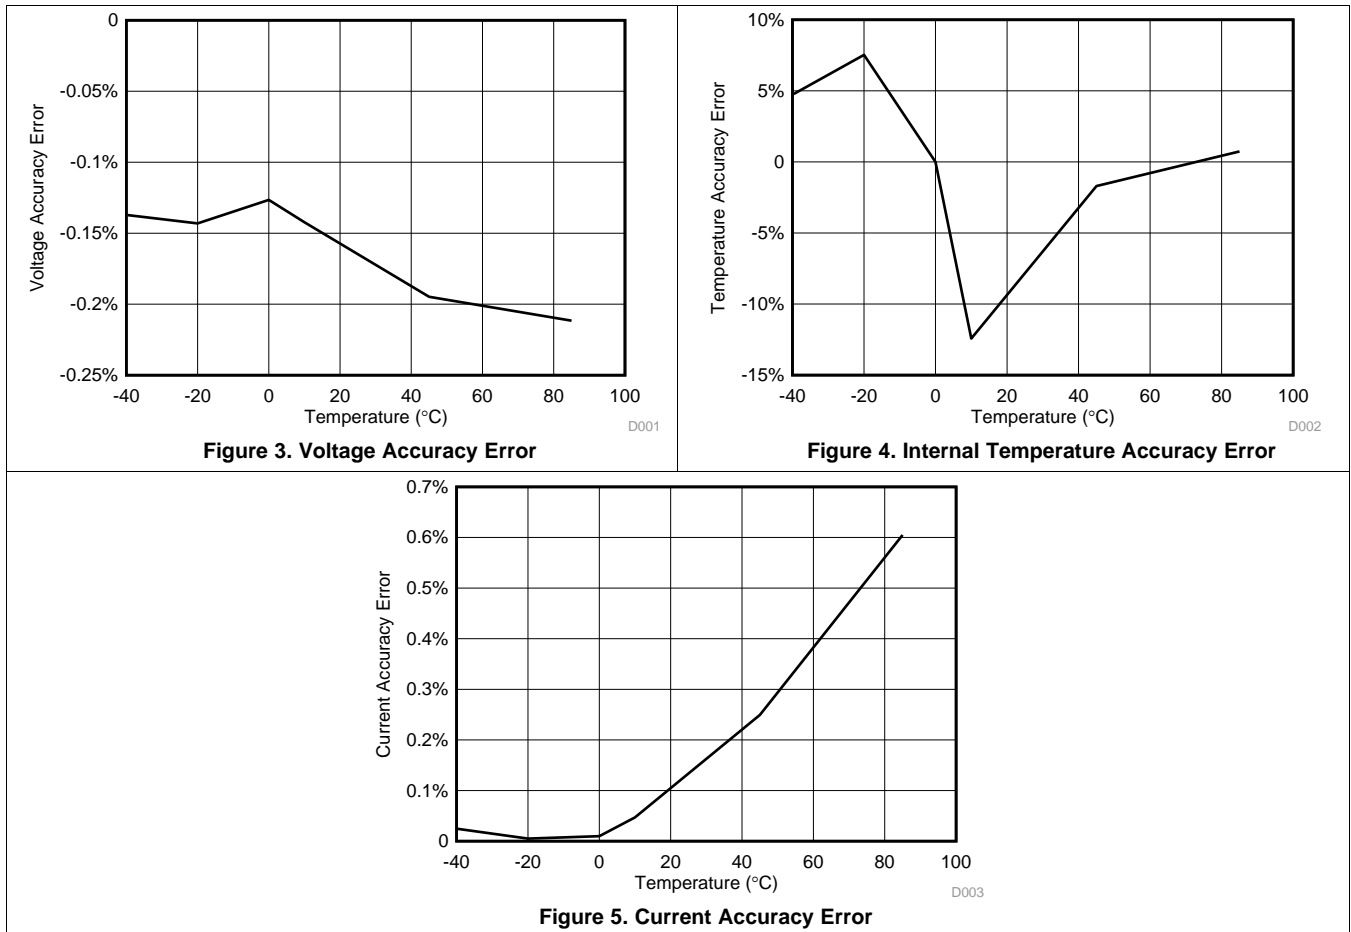 0
-0.05%
-0.1%
-0.15%
-0.2%
-0.25%
Voltage Accuracy Error
-40 -20 0 20 40 60 80 100
Temperature (°C)
D001
Figure 3. Voltage Accuracy Error
10%
5%
0
-5%
-10%
-15%
Temperature Accuracy Error
-40 -20 0 20 40 60 80 100
Temperature (°C)
D002
Figure 4. Internal Temperature Accuracy Error
0.7%
0.6%
0.5%
0.4%
0.3%
0.2%
0.1%
0
Current Accuracy Error
-40 -20 0 20 40 60 80 100
Temperature (°C)
D003
Figure 5. Current Accuracy Error